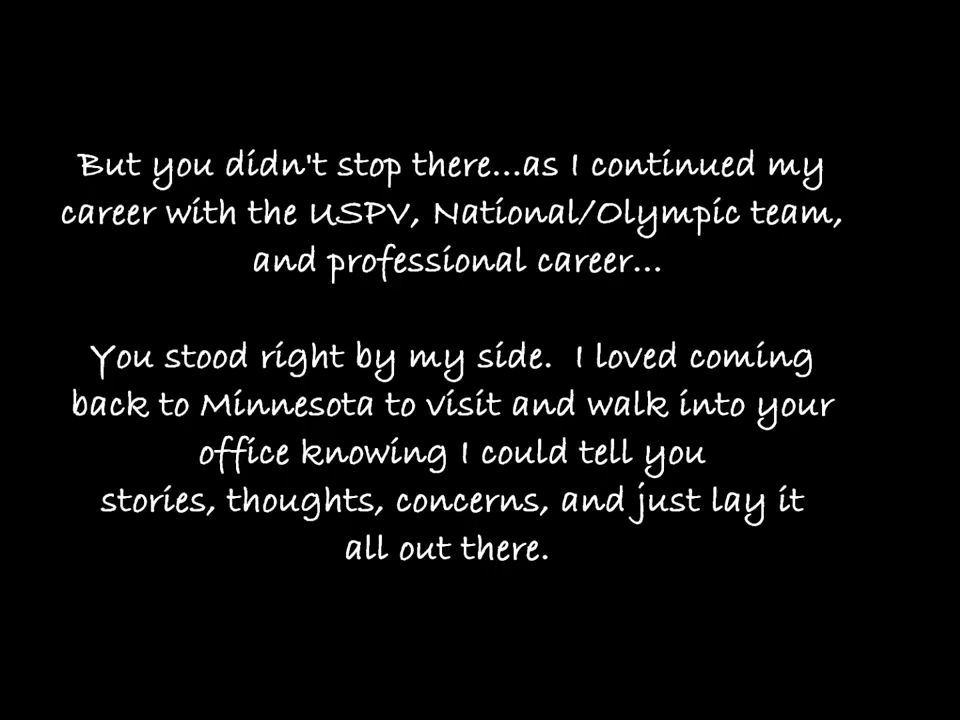 But you didn't stop there...as I continued my
career with the USPV, National/Olympic team,
and professional career...
You stood right by my side.  I loved coming
back to Minnesota to visit and walk into your
office knowing I could tell you
stories, thoughts, concerns, and just lay it
all out there.